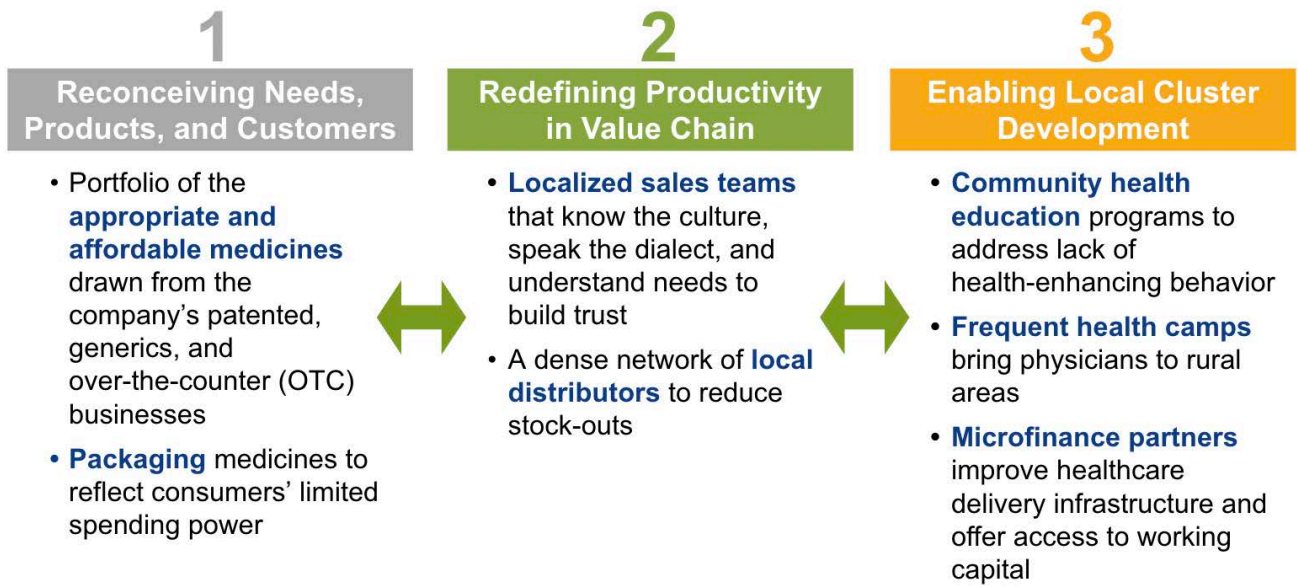 1
Reconceiving Needs,
Products, and Customers
• Portfolio of the
appropriate and
affordable medicines
drawn from the
company’s patented,
generics, and
over-the-counter (OTC)
businesses
• Packaging medicines to
reflect consumers’ limited
spending power
2
Redefining Productivity
in Value Chain
• Localized sales teams
that know the culture,
speak the dialect, and
understand needs to
build trust
• A dense network of local
distributors to reduce
stock-outs
3
Enabling Local Cluster
Development
• Community health
education programs to
address lack of
health-enhancing behavior
• Frequent health camps
bring physicians to rural
areas
• Microfinance partners
improve healthcare
delivery infrastructure and
offer access to working
capital